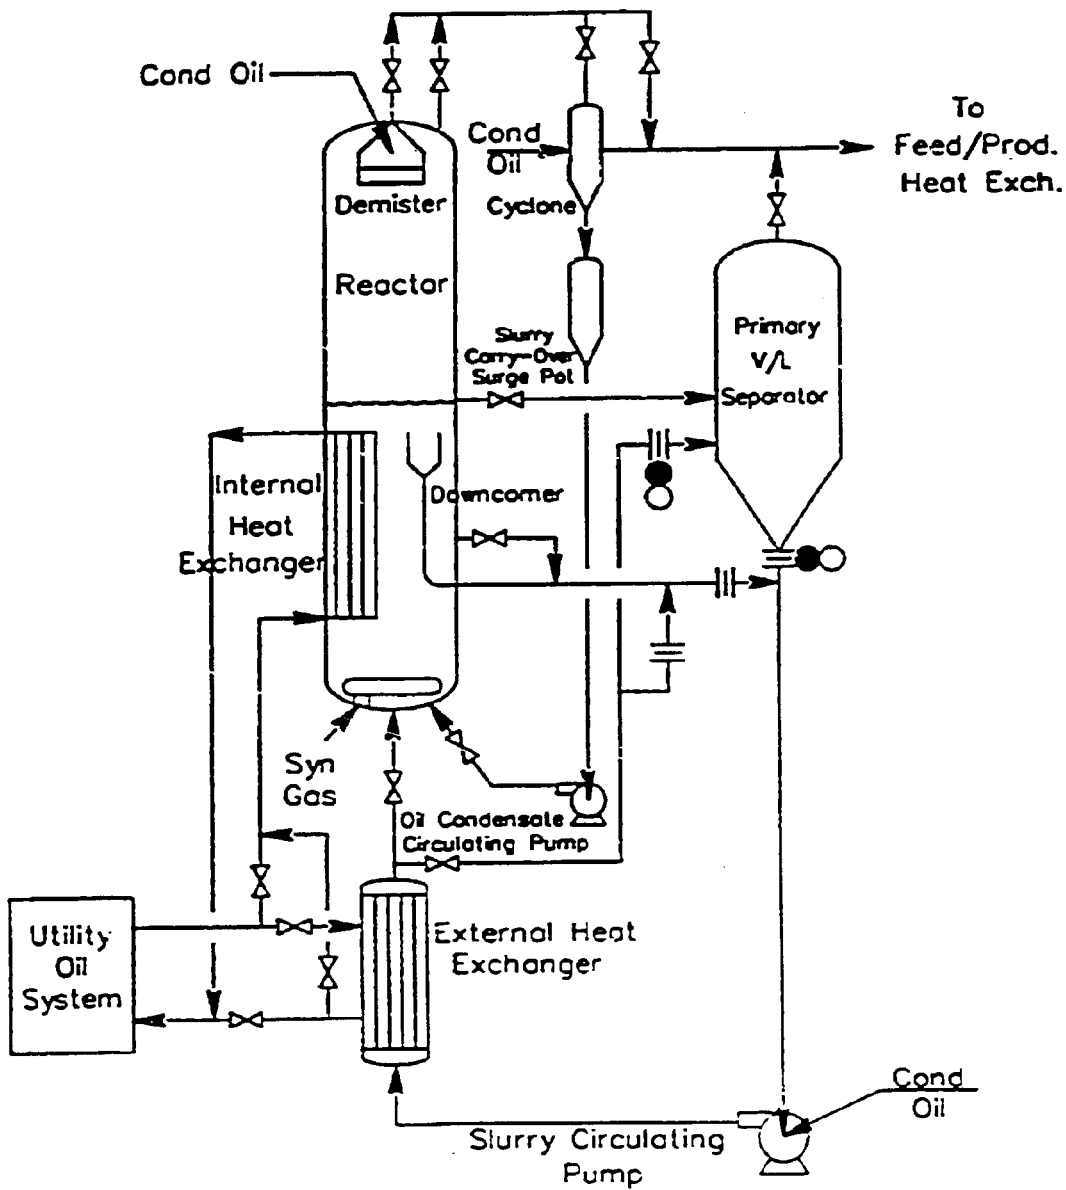 Cond Oil
To
Feed/Prod.
Heat Exch.
Cond
Oil
Demister
Cyclone
Reactor
Slurry
Carry-Over
Surge Pot
Primary
V/L
Separator
Internal
Heat
Exchanger
Downcomer
Syn
Gas
Oil Condensate
Circulating Pump
Utility
Oil
System
External Heat
Exchanger
Cond
Oil
Slurry Circulating
Pump